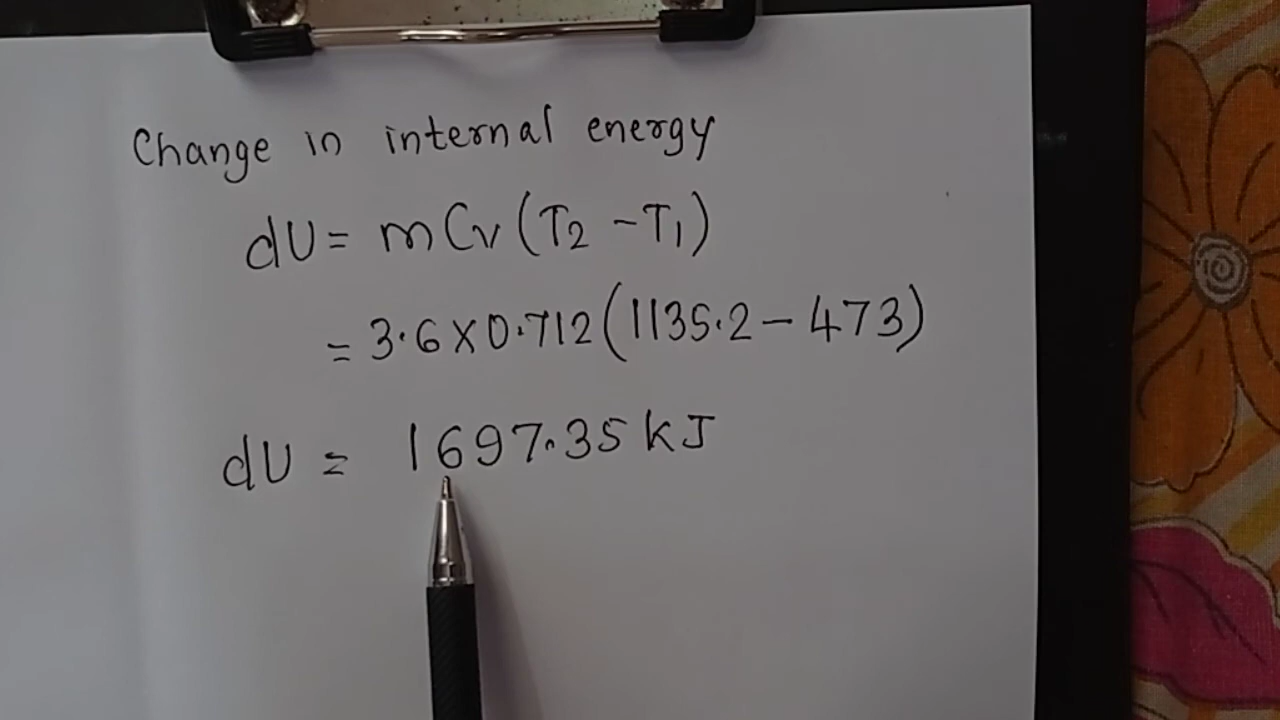 Change in internal energy
dU = mCv (T2 - T1)
= 3.6 X 0.712 (1135.2 - 473)
dU = 1697.35 kJ